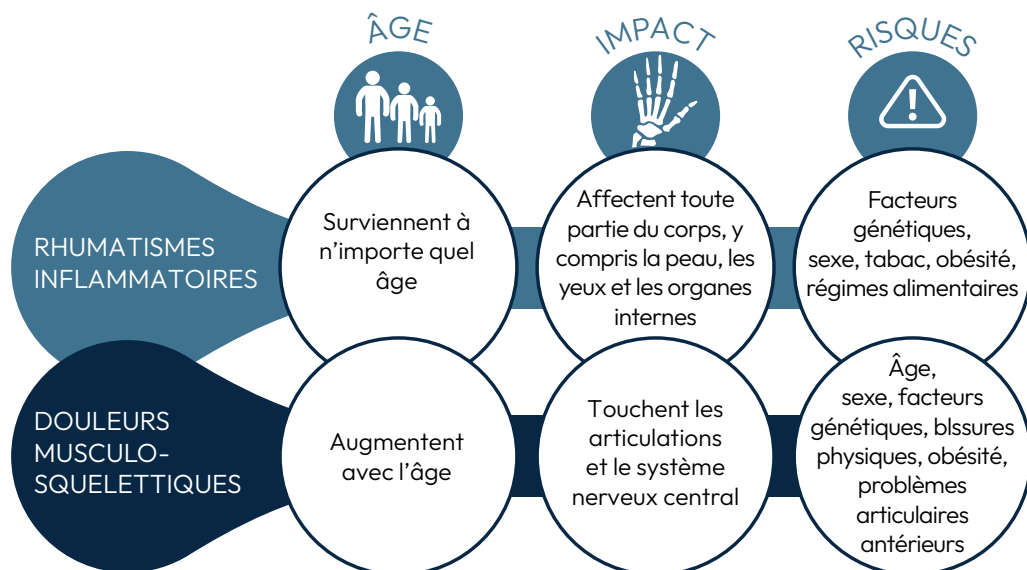 ÂGE
IMPACT
RISQUES
RHUMATISMES
INFLAMMATOIRES
Surviennent à
n’importe quel
âge
Affectent toute
partie du corps, y
compris la peau, les
yeux et les organes
internes
Facteurs
génétiques,
sexe, tabac, obésité,
régimes alimentaires
DOULEURS
MUSCULO-
SQUELETTIQUES
Augmentent
avec l’âge
Touchent les
articulations
et le système
nerveux central
Âge,
sexe, facteurs
génétiques, blssures
physiques, obésité,
problèmes
articulaires
antérieurs